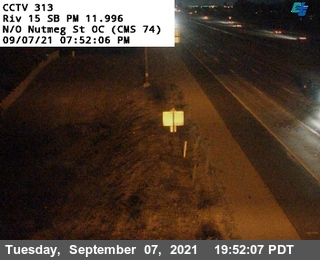 CCTV 313
Riv 15 SB PM 11.996
N/O Nutmeg St OC (CMS 74)
09/07/21 07:52:06 PM
Tuesday, September 07, 2021 19:52:07 PDT